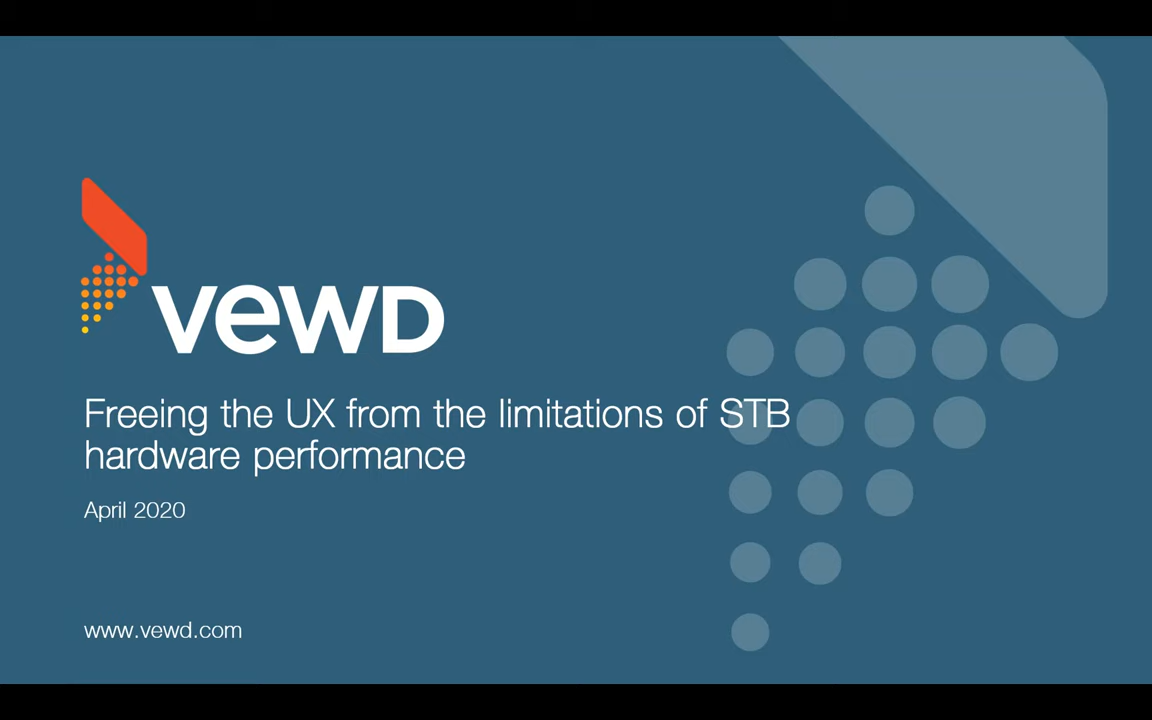 vewd
Freeing the UX from the limitations of STB
hardware performance
April 2020
www.vewd.com